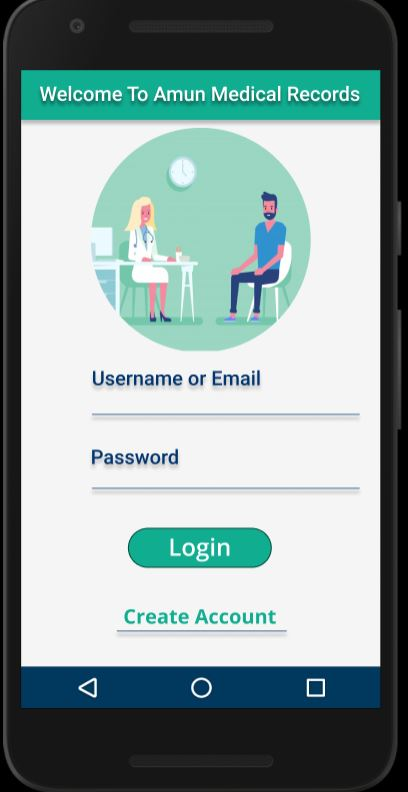 Welcome To Amun Medical Records
Username or Email
Password
Login
Create Account